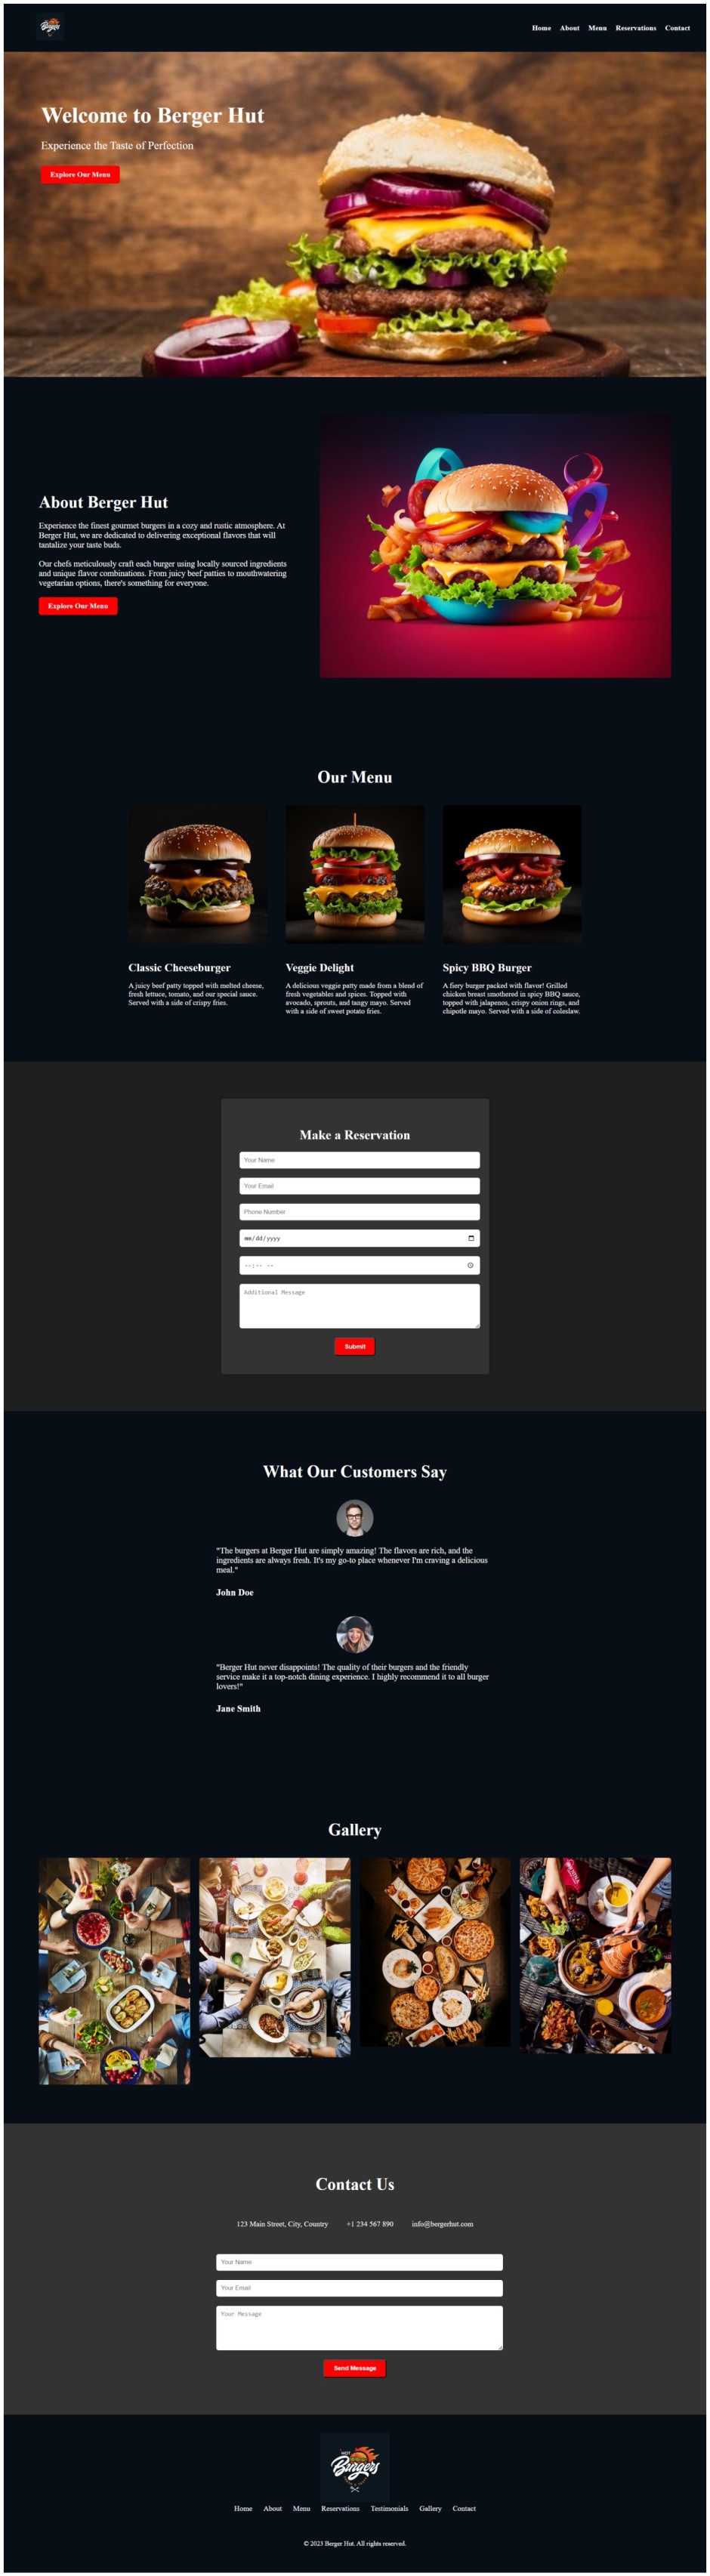 Burgers
Home About Menu Reservations Contact
Welcome to Berger Hut
Experience the Taste of Perfection
Explore Our Menu
About Berger Hut
Experience the finest gourmet burgers in a cozy and rustic atmosphere. At
Berger Hut, we are dedicated to delivering exceptional flavors that will
tantalize your taste buds.
Our chefs meticulously craft each burger using locally sourced ingredients
and unique flavor combinations. From juicy beef patties to mouthwatering
vegetarian options, there's something for everyone.
Explore Our Menu
Our Menu
Classic Cheeseburger
A juicy beef patty topped with melted cheese,
fresh lettuce, tomato, and our special sauce.
Served with a side of crispy fries.
Veggie Delight
A delicious veggie patty made from a blend of
fresh vegetables and spices. Topped with
avocado, sprouts, and tangy mayo. Served
with a side of sweet potato fries.
Spicy BBQ Burger
A fiery burger packed with flavor! Grilled
chicken breast smothered in spicy BBQ sauce,
topped with jalapenos, crispy onion rings, and
chipotle mayo. Served with a side of coleslaw.
Make a Reservation
Your Name
Your Email
Phone Number
mm/dd/yyyy
--:-- --
Additional Message
Submit
What Our Customers Say
"The burgers at Berger Hut are simply amazing! The flavors are rich, and the
ingredients are always fresh. It's my go-to place whenever I'm craving a delicious
meal."
John Doe
"Berger Hut never disappoints! The quality of their burgers and the friendly
service make it a top-notch dining experience. I highly recommend it to all burger
lovers!"
Jane Smith
Gallery
Contact Us
123 Main Street, City, Country +1 234 567 890 info@bergerhut.com
Your Name
Your Email
Your Message
Send Message
HOT
Burgers
Home About Menu Reservations Testimonials Gallery Contact
© 2023 Berger Hut. All rights reserved.